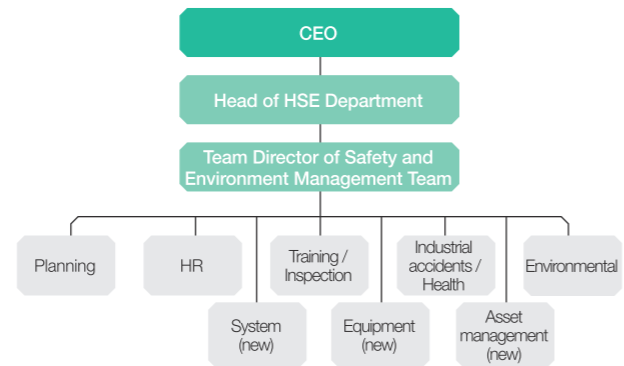 CEO
Head of HSE Department
Team Director of Safety and
Environment Management Team
Planning
HR
Training /
Inspection
Industrial
accidents /
Health
Environmental
System
(new)
Equipment
(new)
Asset
management
(new)